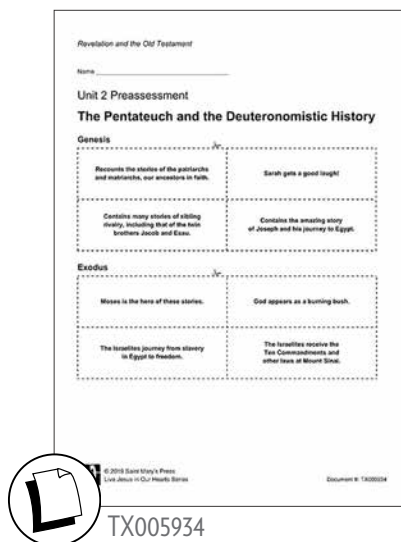 Revelation and the Old Testament
Name
Unit 2 Preassessment
The Pentateuch and the Deuteronomistic History
Genesis
Recounts the stories of the patriarchs
and matriarchs, our ancestors in faith.
Sarah gets a good laugh!
Contains many stories of sibling
rivalry, including that of the twin
brothers Jacob and Esau.
Contains the amazing story
of Joseph and his journey to Egypt.
Exodus
Moses is the hero of these stories.
God appears as a burning bush.
The Israelites journey from slavery
in Egypt to freedom.
The Israelites receive the
Ten Commandments and
other laws at Mount Sinai.
© 2019 Saint Mary's Press
Live Jesus in Our Hearts Series
Document #: TX005934
TX005934